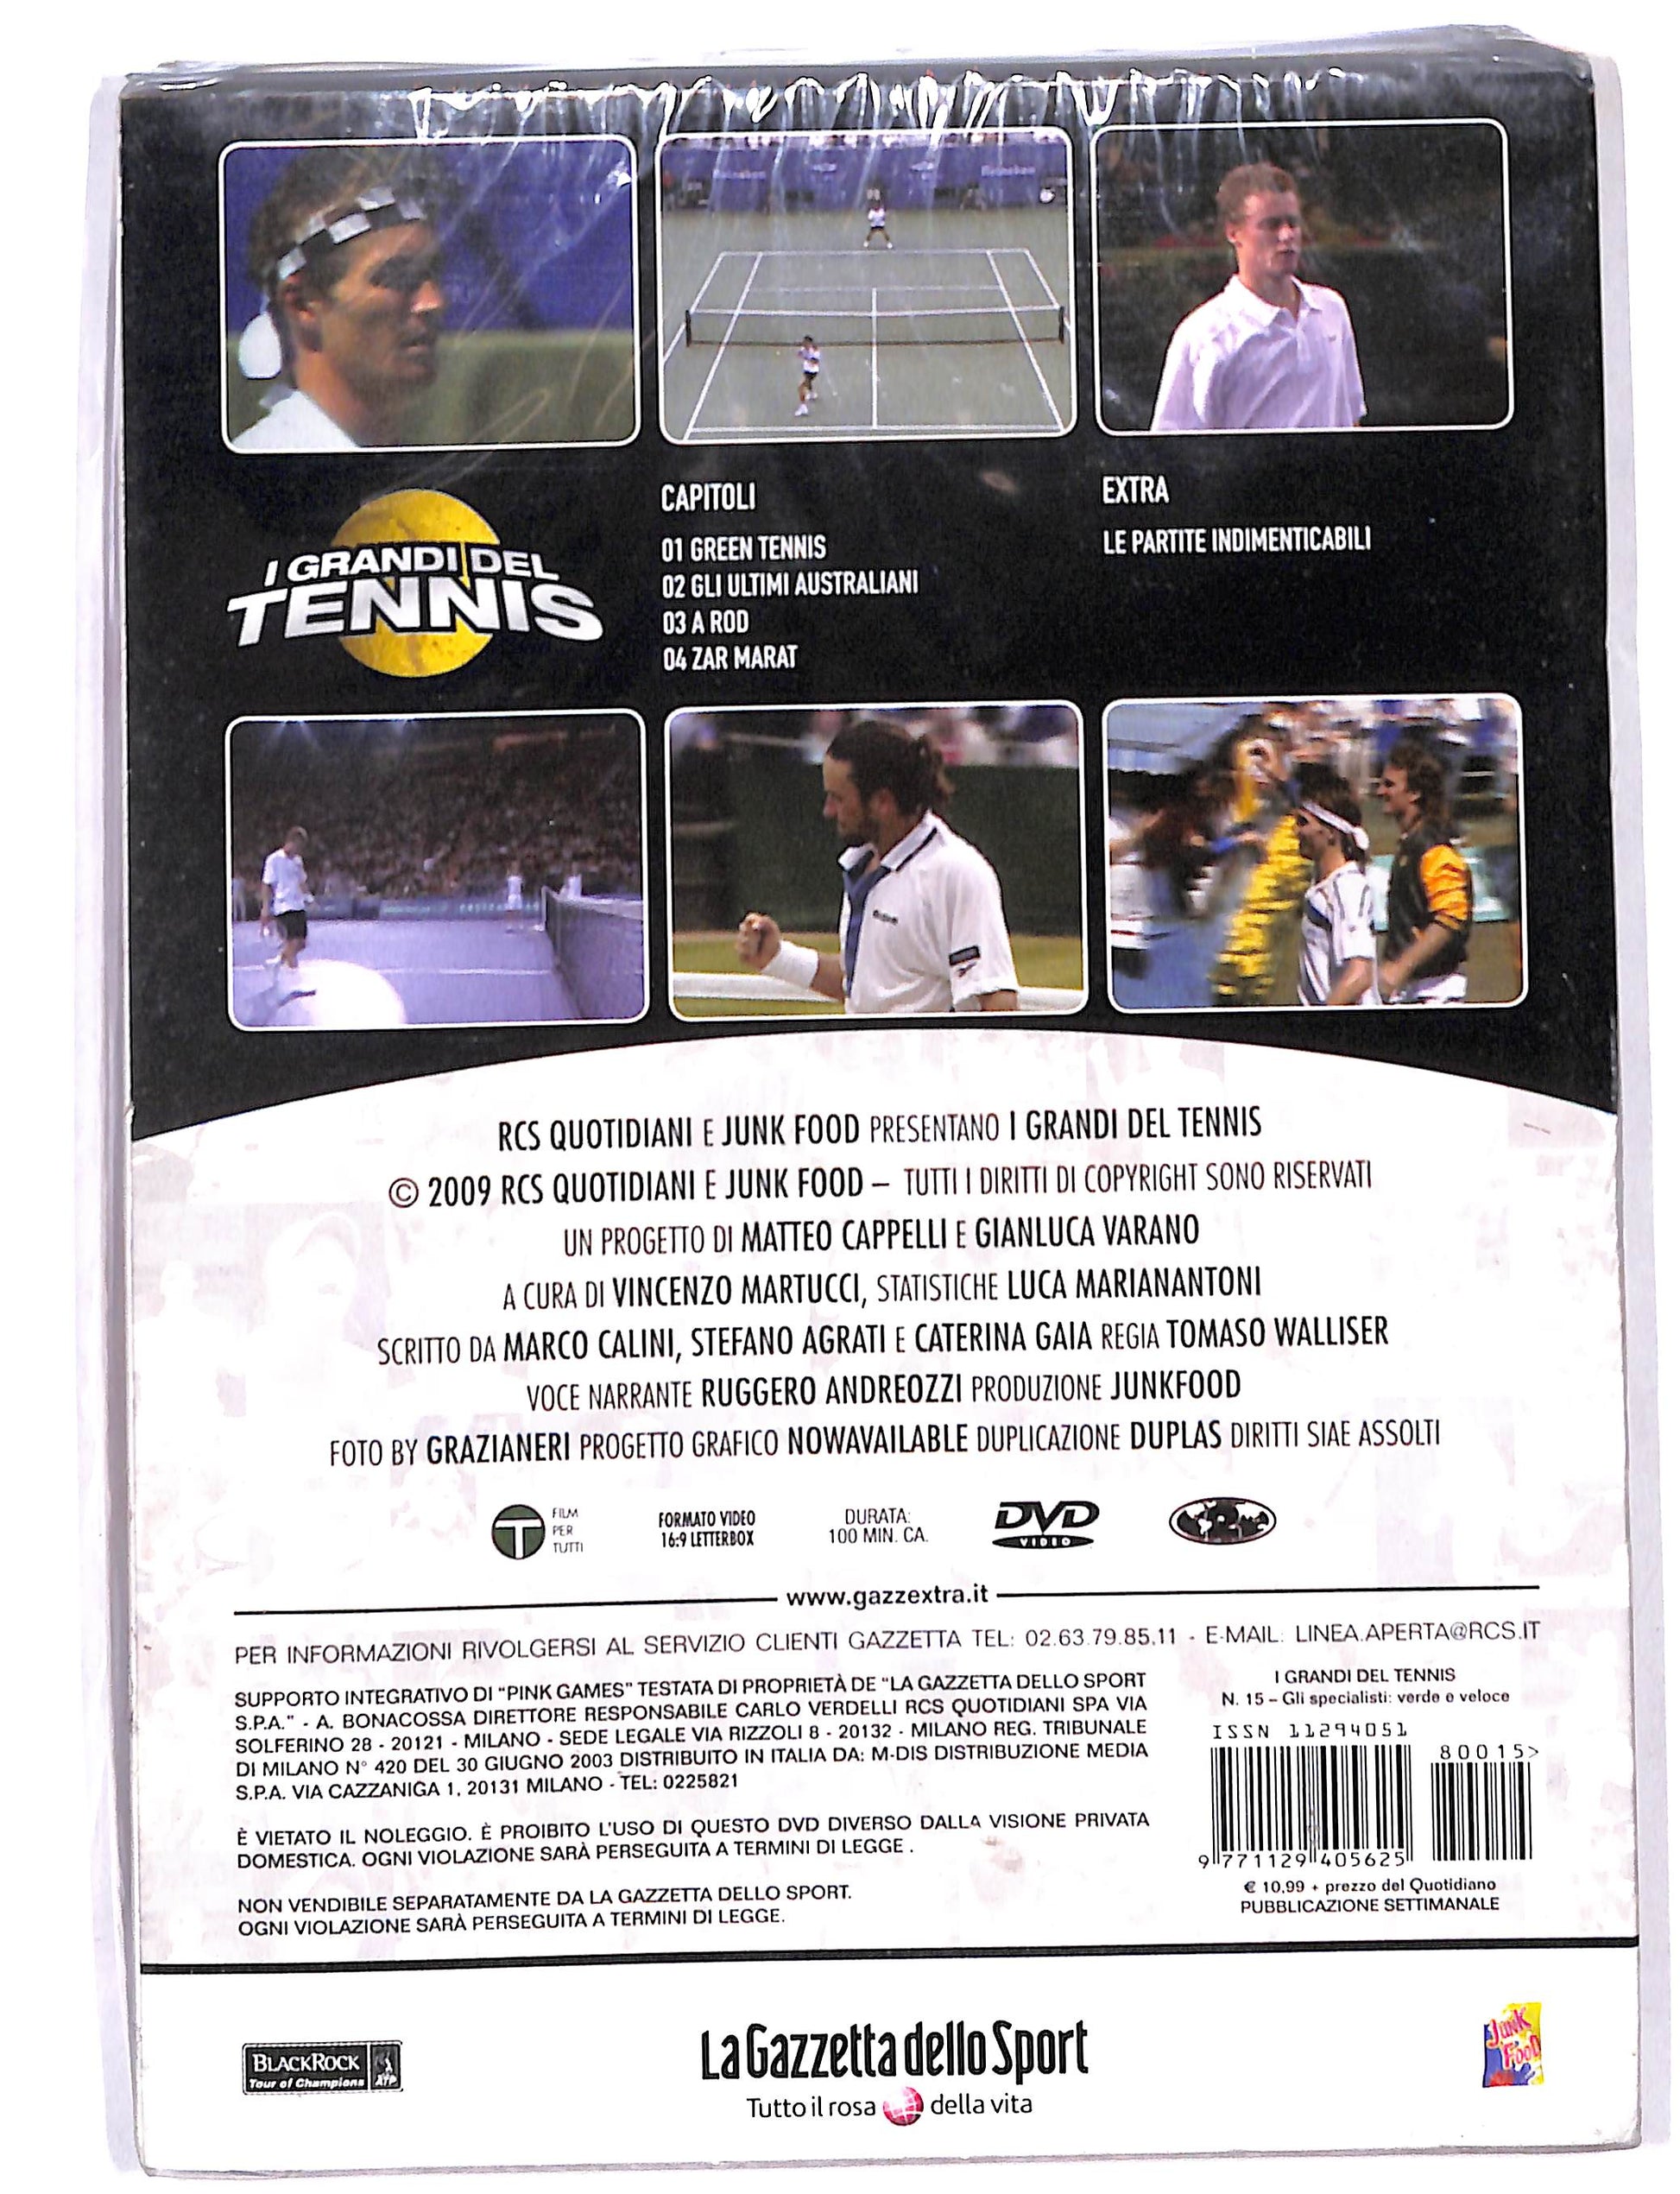 Heineken
Heineken
I GRANDI DEL
TENNIS
CAPITOLI
01 GREEN TENNIS
02 GLI ULTIMI AUSTRALIANI
03 A ROD
04 ZAR MARAT
EXTRA
LE PARTITE INDIMENTICABILI
RCS QUOTIDIANI E JUNK FOOD PRESENTANO I GRANDI DEL TENNIS
© 2009 RCS QUOTIDIANI E JUNK FOOD – TUTTI I DIRITTI DI COPYRIGHT SONO RISERVATI
UN PROGETTO DI MATTEO CAPPELLI E GIANLUCA VARANO
A CURA DI VINCENZO MARTUCCI, STATISTICHE LUCA MARIANANTONI
SCRITTO DA MARCO CALINI, STEFANO AGRATI E CATERINA GAIA REGIA TOMASO WALLISER
VOCE NARRANTE RUGGERO ANDREOZZI PRODUZIONE JUNKFOOD
FOTO BY GRAZIANERI PROGETTO GRAFICO NOWAVAILABLE DUPLICAZIONE DUPLAS DIRITTI SIAE ASSOLTI
T FILM
PER
TUTTI
FORMATO VIDEO
16:9 LETTERBOX
DURATA:
100 MIN. CA.
DVD
VIDEO
www.gazzextra.it
PER INFORMAZIONI RIVOLGERSI AL SERVIZIO CLIENTI GAZZETTA TEL: 02.63.79.85.11 - E-MAIL: LINEA.APERTA@RCS.IT
SUPPORTO INTEGRATIVO DI "PINK GAMES" TESTATA DI PROPRIETÀ DE "LA GAZZETTA DELLO SPORT
S.P.A." - A. BONACOSSA DIRETTORE RESPONSABILE CARLO VERDELLI RCS QUOTIDIANI SPA VIA
SOLFERINO 28 - 20121 - MILANO - SEDE LEGALE VIA RIZZOLI 8 - 20132 - MILANO REG. TRIBUNALE
DI MILANO N° 420 DEL 30 GIUGNO 2003 DISTRIBUITO IN ITALIA DA: M-DIS DISTRIBUZIONE MEDIA
S.P.A. VIA CAZZANIGA 1, 20131 MILANO - TEL: 0225821
È VIETATO IL NOLEGGIO. È PROIBITO L'USO DI QUESTO DVD DIVERSO DALLA VISIONE PRIVATA
DOMESTICA. OGNI VIOLAZIONE SARÀ PERSEGUITA A TERMINI DI LEGGE .
NON VENDIBILE SEPARATAMENTE DA LA GAZZETTA DELLO SPORT.
OGNI VIOLAZIONE SARÀ PERSEGUITA A TERMINI DI LEGGE.
I GRANDI DEL TENNIS
N. 15 – Gli specialisti: verde e veloce
ISSN 11294051
80015>
9 771129 405625
€ 10,99 + prezzo del Quotidiano
PUBBLICAZIONE SETTIMANALE
BLACKROCK
Tour of Champions
ATP
La Gazzetta dello Sport
Tutto il rosa della vita
JUNK
FOOD